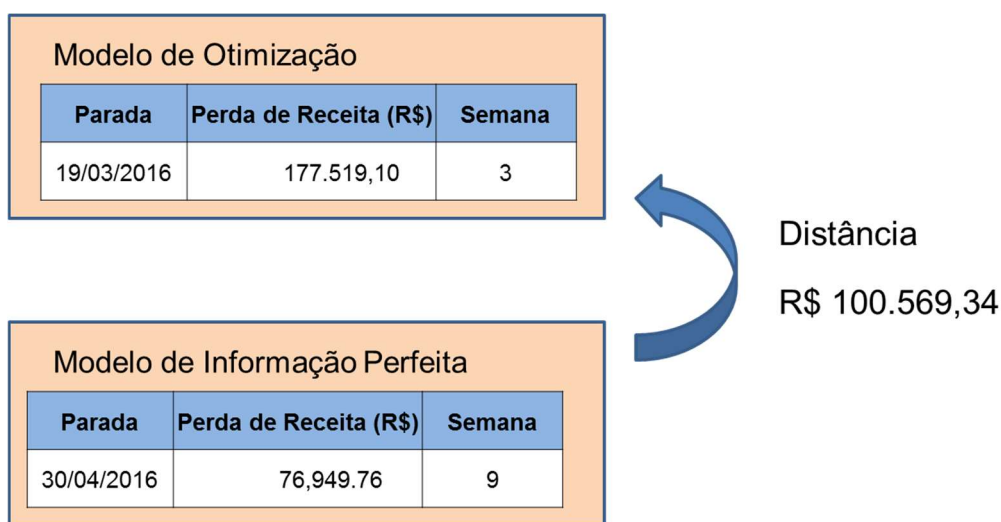 Modelo de Otimização
Parada Perda de Receita (R$) Semana
19/03/2016 177.519,10 3
Distância
R$ 100.569,34
Modelo de Informação Perfeita
Parada Perda de Receita (R$) Semana
30/04/2016 76,949.76 9